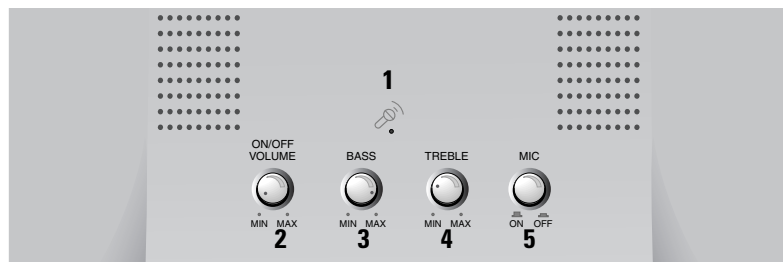 1
ON/OFF
VOLUME BASS TREBLE MIC
MIN MAX MIN MAX MIN MAX ON OFF
2 3 4 5